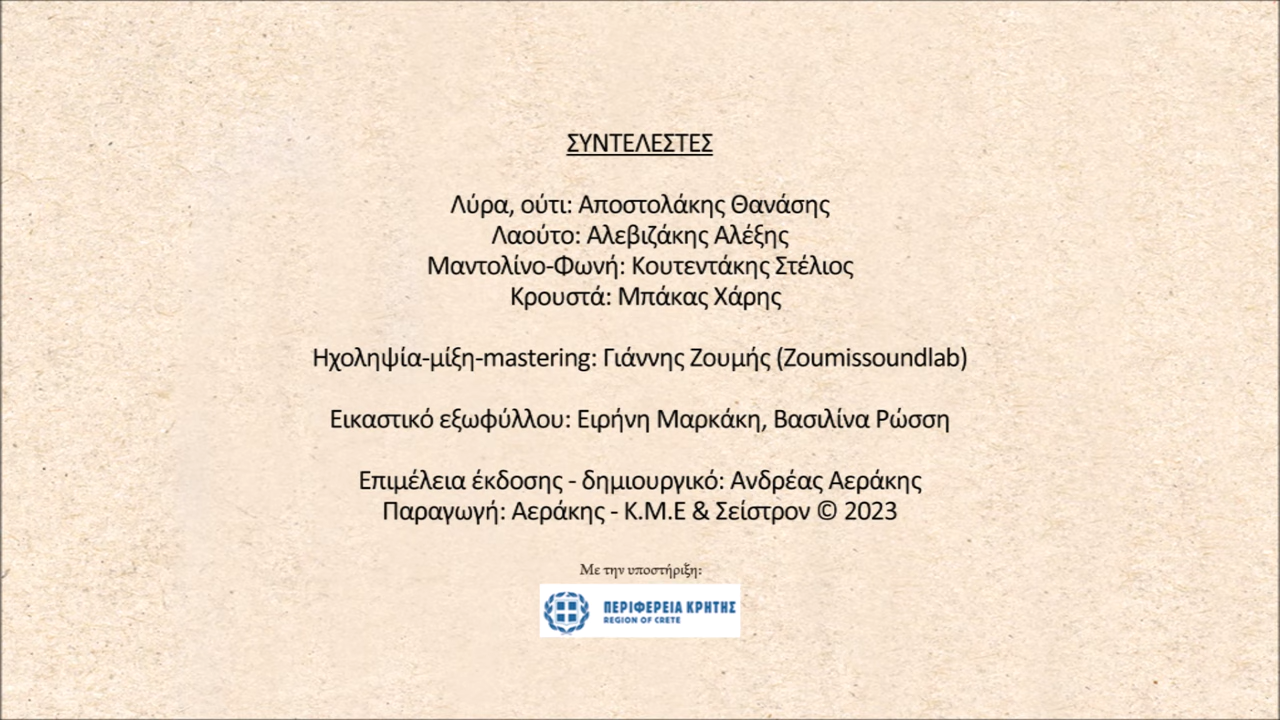 ΣΥΝΤΕΛΕΣΤΕΣ
Λύρα, ούτι: Αποστολάκης Θανάσης
Λαούτο: Αλεβιζάκης Αλέξης
Μαντολίνο-Φωνή: Κουτεντάκης Στέλιος
Κρουστά: Μπάκας Χάρης
Ηχοληψία-μίξη-mastering: Γιάννης Ζουμής (Zoumissoundlab)
Εικαστικό εξωφύλλου: Ειρήνη Μαρκάκη, Βασιλίνα Ρώσση
Επιμέλεια έκδοσης - δημιουργικό: Ανδρέας Αεράκης
Παραγωγή: Αεράκης - Κ.Μ.Ε & Σείστρον © 2023
Με την υποστήριξη:
ΠΕΡΙΦΕΡΕΙΑ ΚΡΗΤΗΣ
REGION OF CRETE